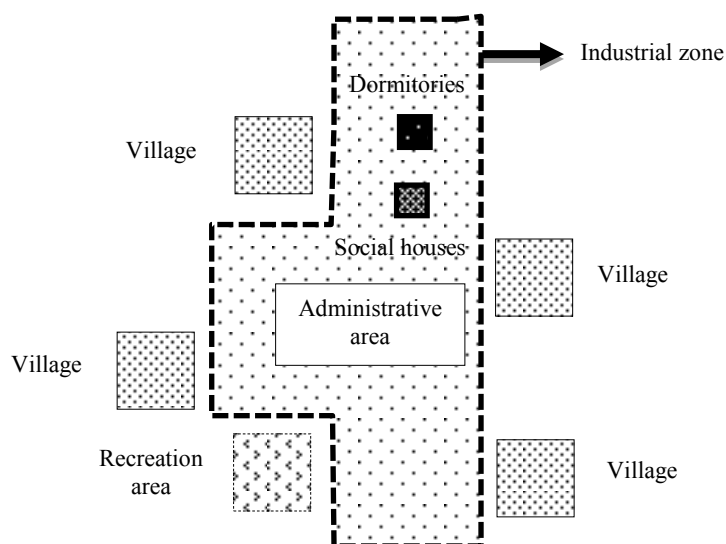 Industrial zone
Dormitories
Village
Social houses
Village
Administrative
area
Village
Recreation
area
Village